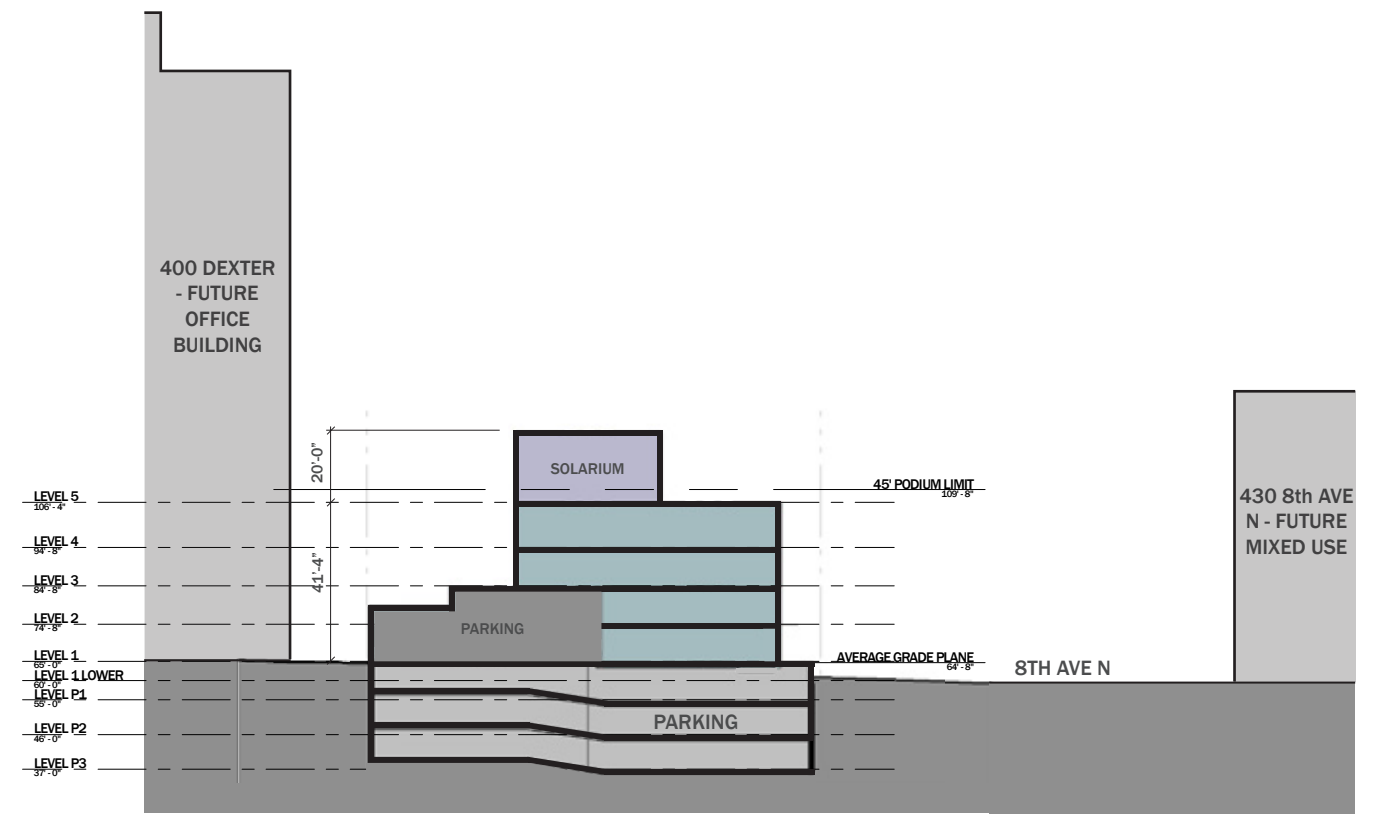 400 DEXTER
- FUTURE
OFFICE
BUILDING
20'-0"
SOLARIUM
45' PODIUM LIMIT
109' - 8"
LEVEL 5
106' - 4"
430 8th AVE
N - FUTURE
MIXED USE
LEVEL 4
94' - 8"
41'-4"
LEVEL 3
84' - 8"
LEVEL 2
74' - 8"
PARKING
LEVEL 1
65' - 0"
AVERAGE GRADE PLANE
64' - 8"
8TH AVE N
LEVEL 1 LOWER
60' - 0"
LEVEL P1
55' - 0"
PARKING
LEVEL P2
46' - 0"
LEVEL P3
37' - 0"